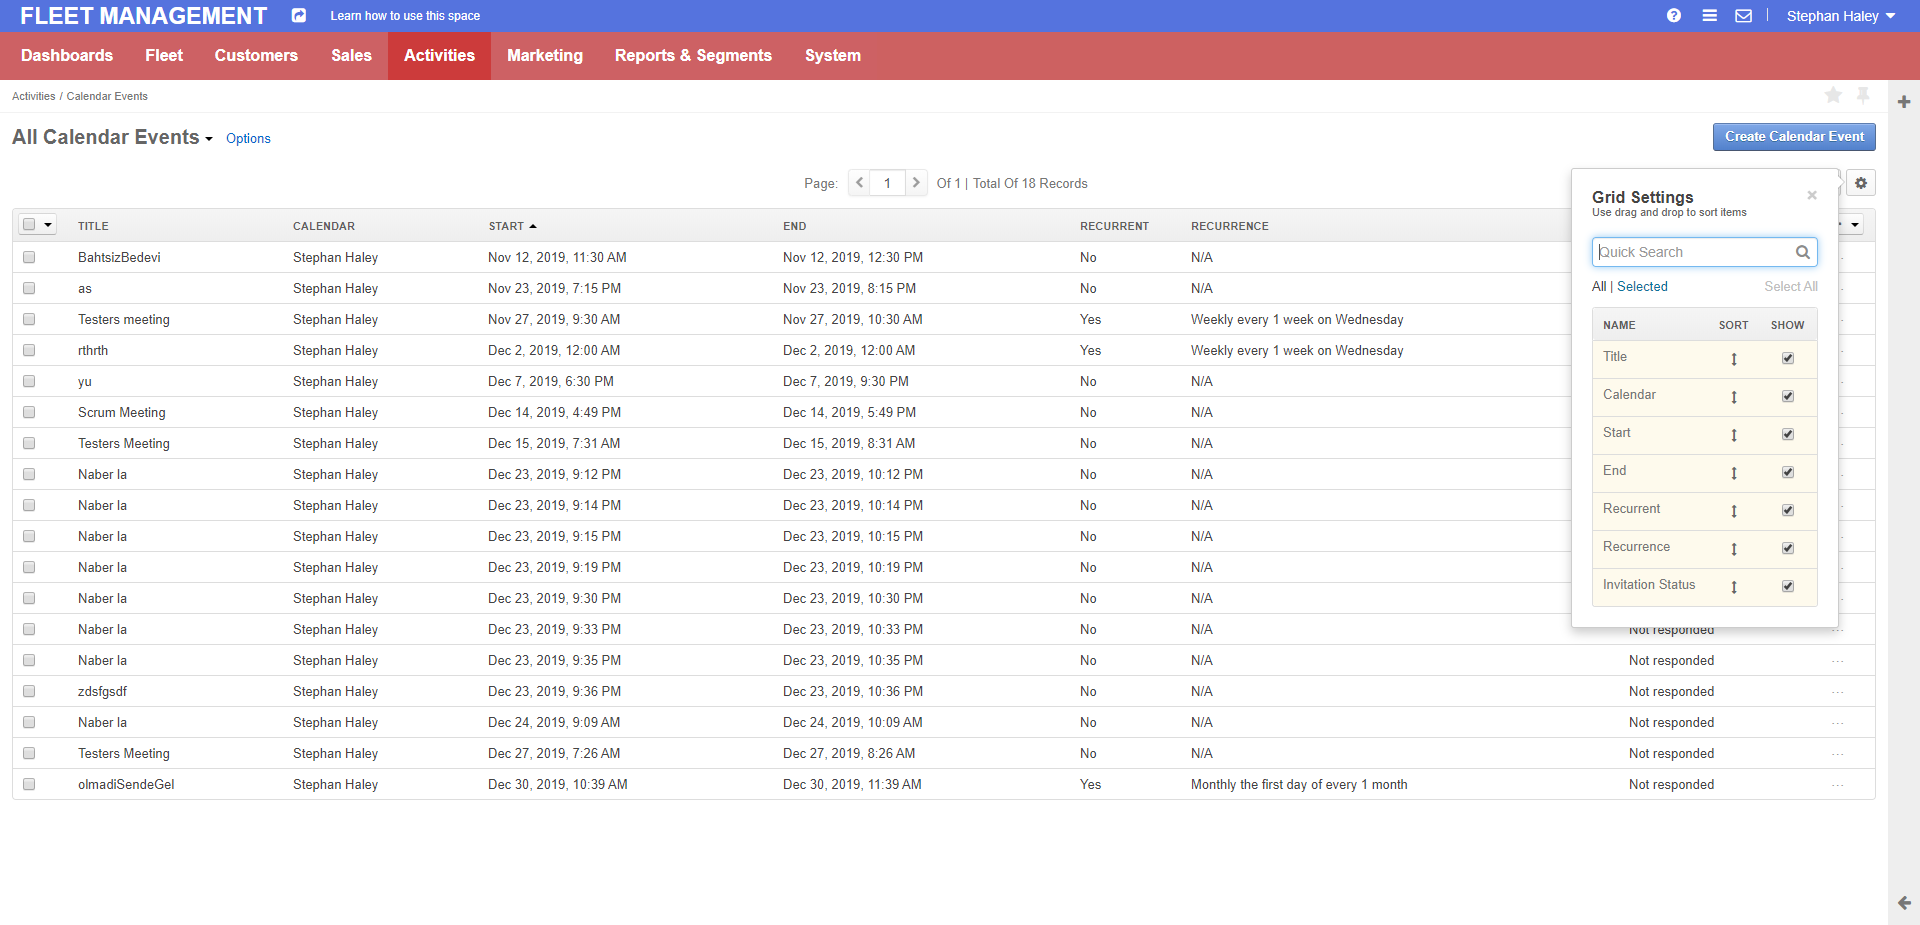 FLEET MANAGEMENT Learn how to use this space Stephan Haley
Dashboards Fleet Customers Sales Activities Marketing Reports & Segments System
Activities / Calendar Events
All Calendar Events Options Create Calendar Event
Page: 1 Of 1 | Total Of 18 Records
TITLE CALENDAR START END RECURRENT RECURRENCE
BahtsizBedevi Stephan Haley Nov 12, 2019, 11:30 AM Nov 12, 2019, 12:30 PM No N/A
as Stephan Haley Nov 23, 2019, 7:15 PM Nov 23, 2019, 8:15 PM No N/A
Testers meeting Stephan Haley Nov 27, 2019, 9:30 AM Nov 27, 2019, 10:30 AM Yes Weekly every 1 week on Wednesday
rthrth Stephan Haley Dec 2, 2019, 12:00 AM Dec 2, 2019, 12:00 AM Yes Weekly every 1 week on Wednesday
yu Stephan Haley Dec 7, 2019, 6:30 PM Dec 7, 2019, 9:30 PM No N/A
Scrum Meeting Stephan Haley Dec 14, 2019, 4:49 PM Dec 14, 2019, 5:49 PM No N/A
Testers Meeting Stephan Haley Dec 15, 2019, 7:31 AM Dec 15, 2019, 8:31 AM No N/A
Naber la Stephan Haley Dec 23, 2019, 9:12 PM Dec 23, 2019, 10:12 PM No N/A
Naber la Stephan Haley Dec 23, 2019, 9:14 PM Dec 23, 2019, 10:14 PM No N/A
Naber la Stephan Haley Dec 23, 2019, 9:15 PM Dec 23, 2019, 10:15 PM No N/A
Naber la Stephan Haley Dec 23, 2019, 9:19 PM Dec 23, 2019, 10:19 PM No N/A
Naber la Stephan Haley Dec 23, 2019, 9:30 PM Dec 23, 2019, 10:30 PM No N/A
Naber la Stephan Haley Dec 23, 2019, 9:33 PM Dec 23, 2019, 10:33 PM No N/A Not responded
Naber la Stephan Haley Dec 23, 2019, 9:35 PM Dec 23, 2019, 10:35 PM No N/A Not responded
zdsfgsdf Stephan Haley Dec 23, 2019, 9:36 PM Dec 23, 2019, 10:36 PM No N/A Not responded
Naber la Stephan Haley Dec 24, 2019, 9:09 AM Dec 24, 2019, 10:09 AM No N/A Not responded
Testers Meeting Stephan Haley Dec 27, 2019, 7:26 AM Dec 27, 2019, 8:26 AM No N/A Not responded
olmadiSendeGel Stephan Haley Dec 30, 2019, 10:39 AM Dec 30, 2019, 11:39 AM Yes Monthly the first day of every 1 month Not responded
Grid Settings
Use drag and drop to sort items
Quick Search
All | Selected Select All
NAME SORT SHOW
Title
Calendar
Start
End
Recurrent
Recurrence
Invitation Status